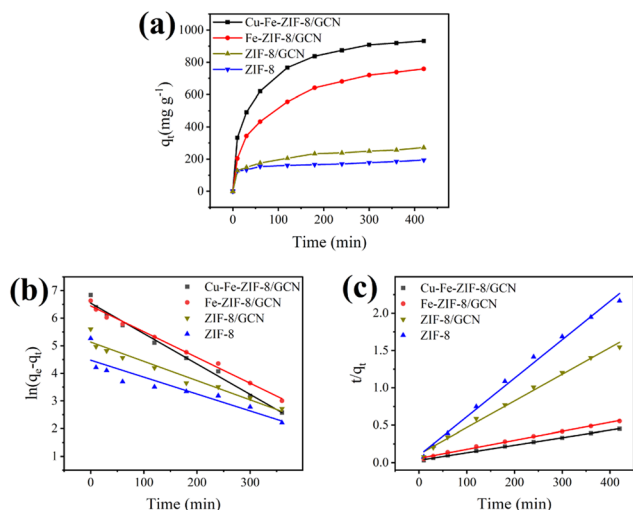 (a)
Cu-Fe-ZIF-8/GCN
Fe-ZIF-8/GCN
ZIF-8/GCN
ZIF-8
qt(mg g-1)
1000
800
600
400
200
0
0 100 200 300 400 500
Time (min)
(b)
Cu-Fe-ZIF-8/GCN
Fe-ZIF-8/GCN
ZIF-8/GCN
ZIF-8
ln(qe-qt)
7
6
5
4
3
2
1
0 100 200 300
Time (min)
(c)
Cu-Fe-ZIF-8/GCN
Fe-ZIF-8/GCN
ZIF-8/GCN
ZIF-8
t/qt
2.0
1.5
1.0
0.5
0.0
0 100 200 300 400
Time (min)